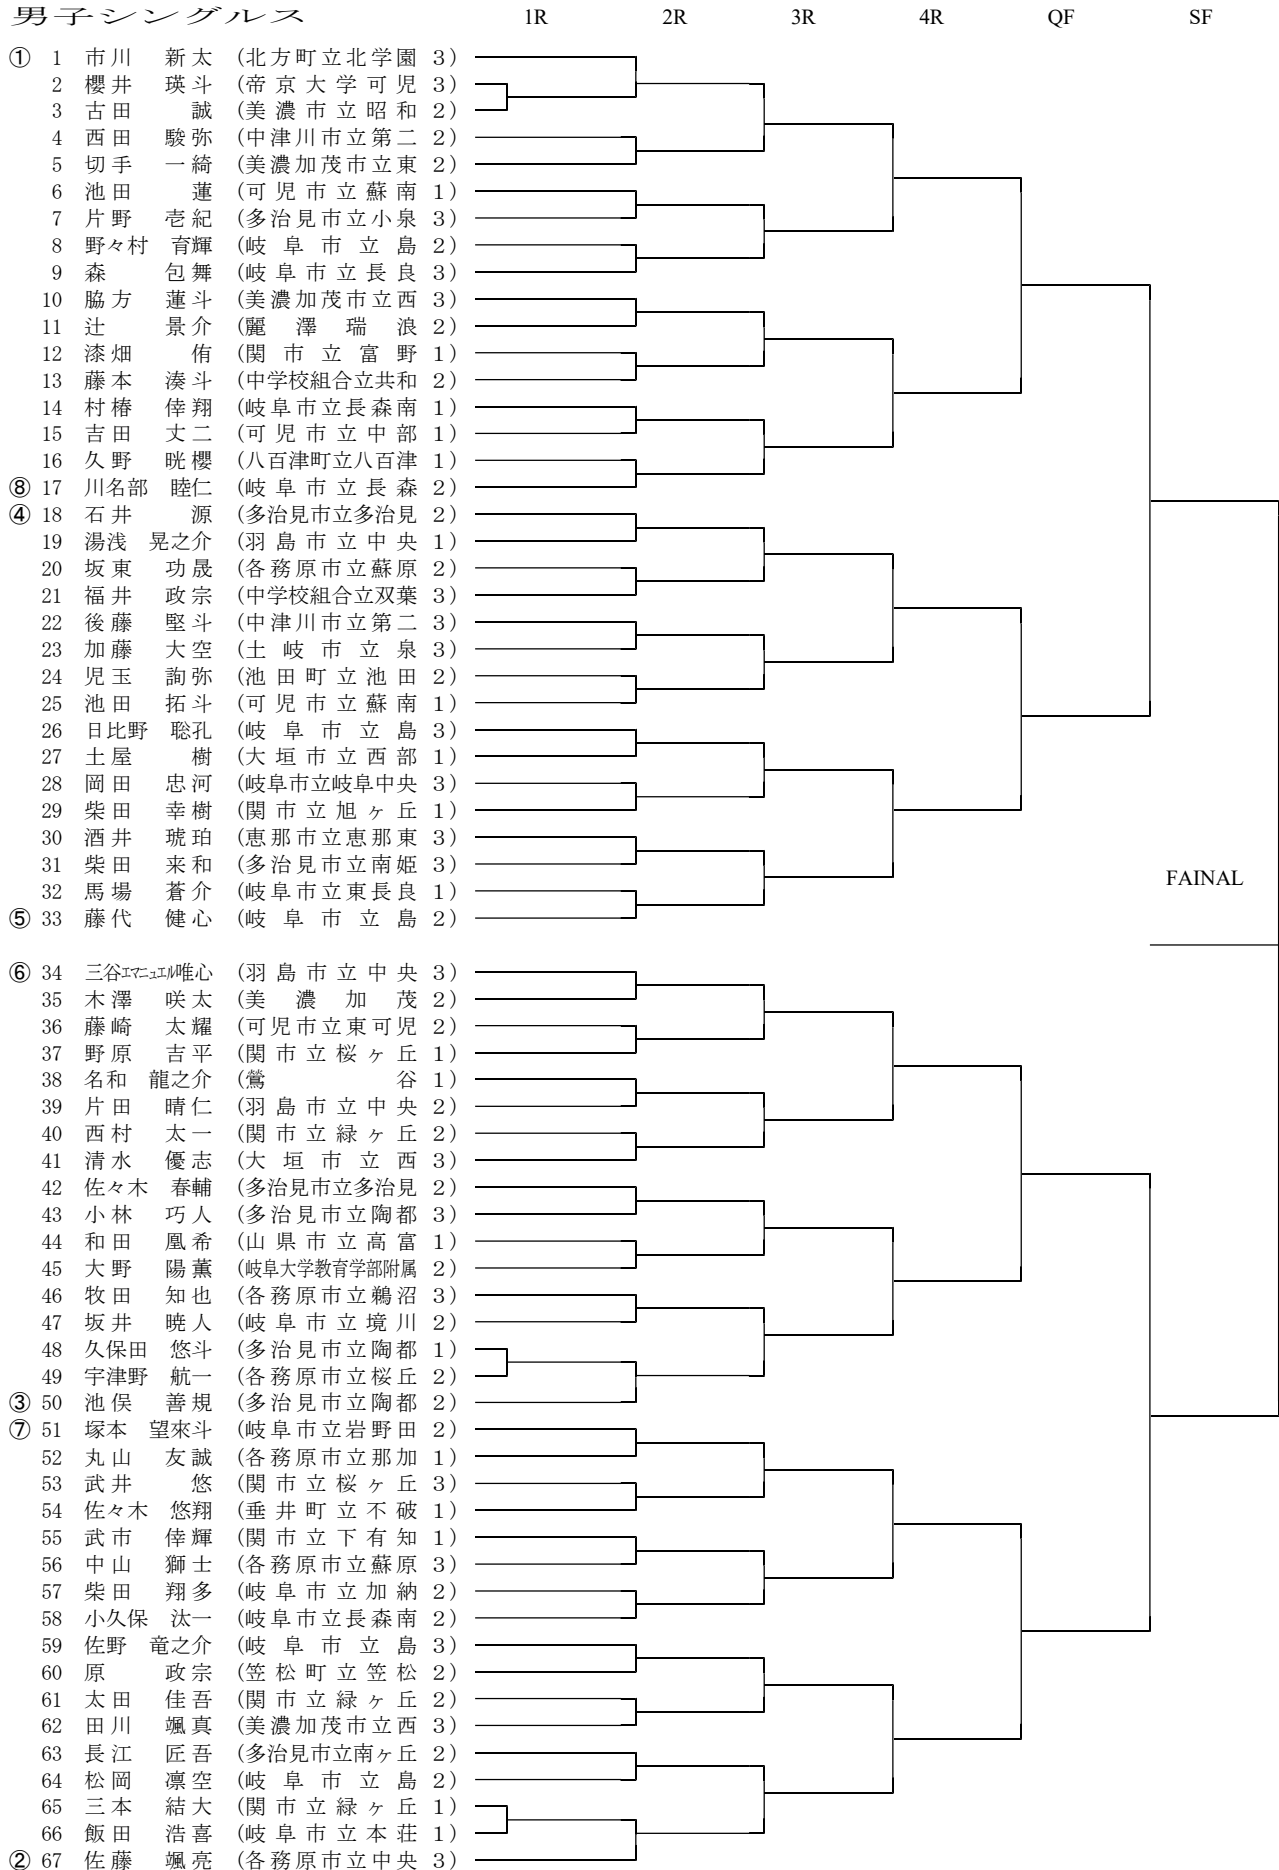 男子シングルス 1R 2R 3R 4R QF SF
① 1 市川 新太 (北方町立北学園 3)
2 櫻井 瑛斗 (帝京大学可児 3)
3 古田 誠 (美濃市立昭和 2)
4 西田 駿弥 (中津川市立第二 2)
5 切手 一綺 (美濃加茂市立東 2)
6 池田 蓮 (可児市立蘇南 1)
7 片野 壱紀 (多治見市立小泉 3)
8 野々村 育輝 (岐阜市立島 2)
9 森 包舞 (岐阜市立長良 3)
10 脇方 蓮斗 (美濃加茂市立西 3)
11 辻 景介 (麗澤瑞浪 2)
12 漆畑 侑 (関市立富野 1)
13 藤本 湊斗 (中学校組合立共和 2)
14 村椿 倖翔 (岐阜市立長森南 1)
15 吉田 丈二 (可児市立中部 1)
16 久野 晄櫻 (八百津町立八百津 1)
⑧ 17 川名部 睦仁 (岐阜市立長森 2)
④ 18 石井 源 (多治見市立多治見 2)
19 湯浅 晃之介 (羽島市立中央 1)
20 坂東 功晟 (各務原市立蘇原 2)
21 福井 政宗 (中学校組合立双葉 3)
22 後藤 堅斗 (中津川市立第二 3)
23 加藤 大空 (土岐市立泉 3)
24 児玉 詢弥 (池田町立池田 2)
25 池田 拓斗 (可児市立蘇南 1)
26 日比野 聡孔 (岐阜市立島 3)
27 土屋 樹 (大垣市立西部 1)
28 岡田 忠河 (岐阜市立岐阜中央 3)
29 柴田 幸樹 (関市立旭ヶ丘 1)
30 酒井 琥珀 (恵那市立恵那東 3)
31 柴田 来和 (多治見市立南姫 3)
32 馬場 蒼介 (岐阜市立東長良 1)
FAINAL
⑤ 33 藤代 健心 (岐阜市立島 2)
⑥ 34 三谷エマニュエル唯心 (羽島市立中央 3)
35 木澤 咲太 (美濃加茂 2)
36 藤崎 太耀 (可児市立東可児 2)
37 野原 吉平 (関市立桜ヶ丘 1)
38 名和 龍之介 (鶯谷 1)
39 片田 晴仁 (羽島市立中央 2)
40 西村 太一 (関市立緑ヶ丘 2)
41 清水 優志 (大垣市立西 3)
42 佐々木 春輔 (多治見市立多治見 2)
43 小林 巧人 (多治見市立陶都 3)
44 和田 凰希 (山県市立高富 1)
45 大野 陽薫 (岐阜大学教育学部附属 2)
46 牧田 知也 (各務原市立鵜沼 3)
47 坂井 暁人 (岐阜市立境川 2)
48 久保田 悠斗 (多治見市立陶都 1)
49 宇津野 航一 (各務原市立桜丘 2)
③ 50 池俣 善規 (多治見市立陶都 2)
⑦ 51 塚本 望來斗 (岐阜市立岩野田 2)
52 丸山 友誠 (各務原市立那加 1)
53 武井 悠 (関市立桜ヶ丘 3)
54 佐々木 悠翔 (垂井町立不破 1)
55 武市 倖輝 (関市立下有知 1)
56 中山 獅士 (各務原市立蘇原 3)
57 柴田 翔多 (岐阜市立加納 2)
58 小久保 汰一 (岐阜市立長森南 2)
59 佐野 竜之介 (岐阜市立島 3)
60 原 政宗 (笠松町立笠松 2)
61 太田 佳吾 (関市立緑ヶ丘 2)
62 田川 颯真 (美濃加茂市立西 3)
63 長江 匠吾 (多治見市立南ヶ丘 2)
64 松岡 凛空 (岐阜市立島 2)
65 三本 結大 (関市立緑ヶ丘 1)
66 飯田 浩喜 (岐阜市立本荘 1)
② 67 佐藤 颯亮 (各務原市立中央 3)